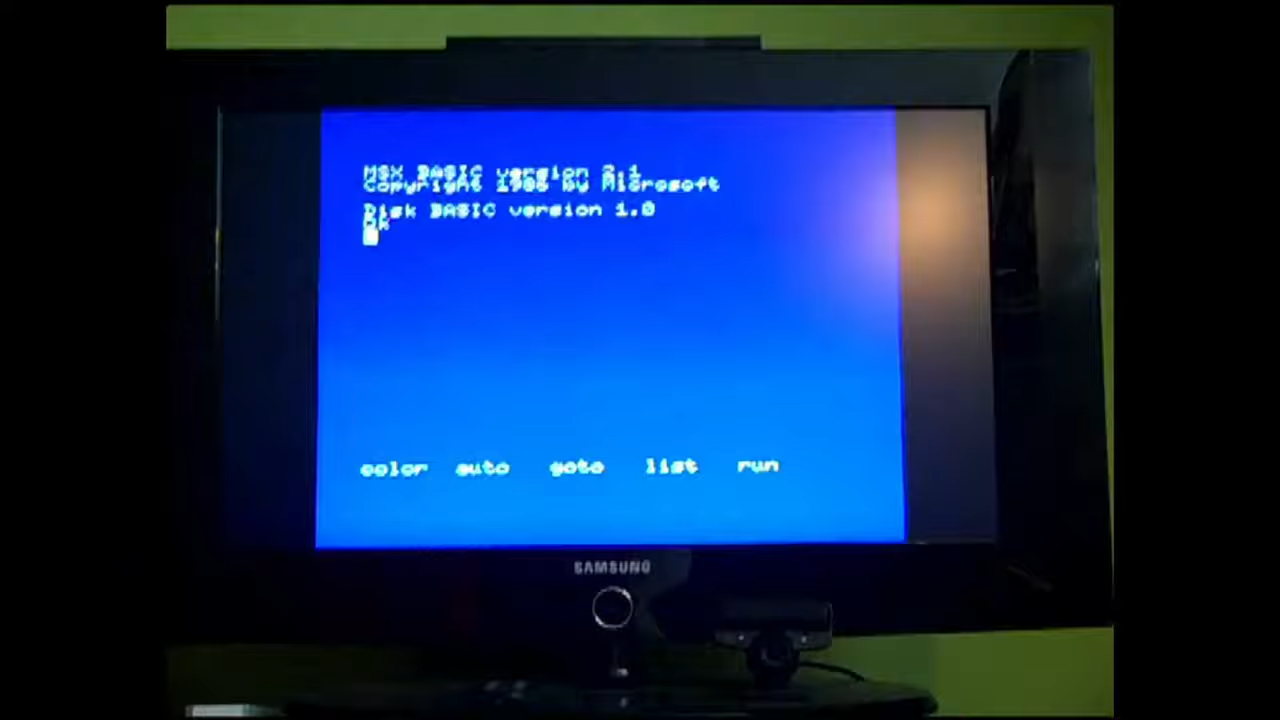 MSX BASIC version 2.1
Copyright 1986 by Microsoft
Disk BASIC version 1.0
Ok
color auto goto list run
SAMSUNG